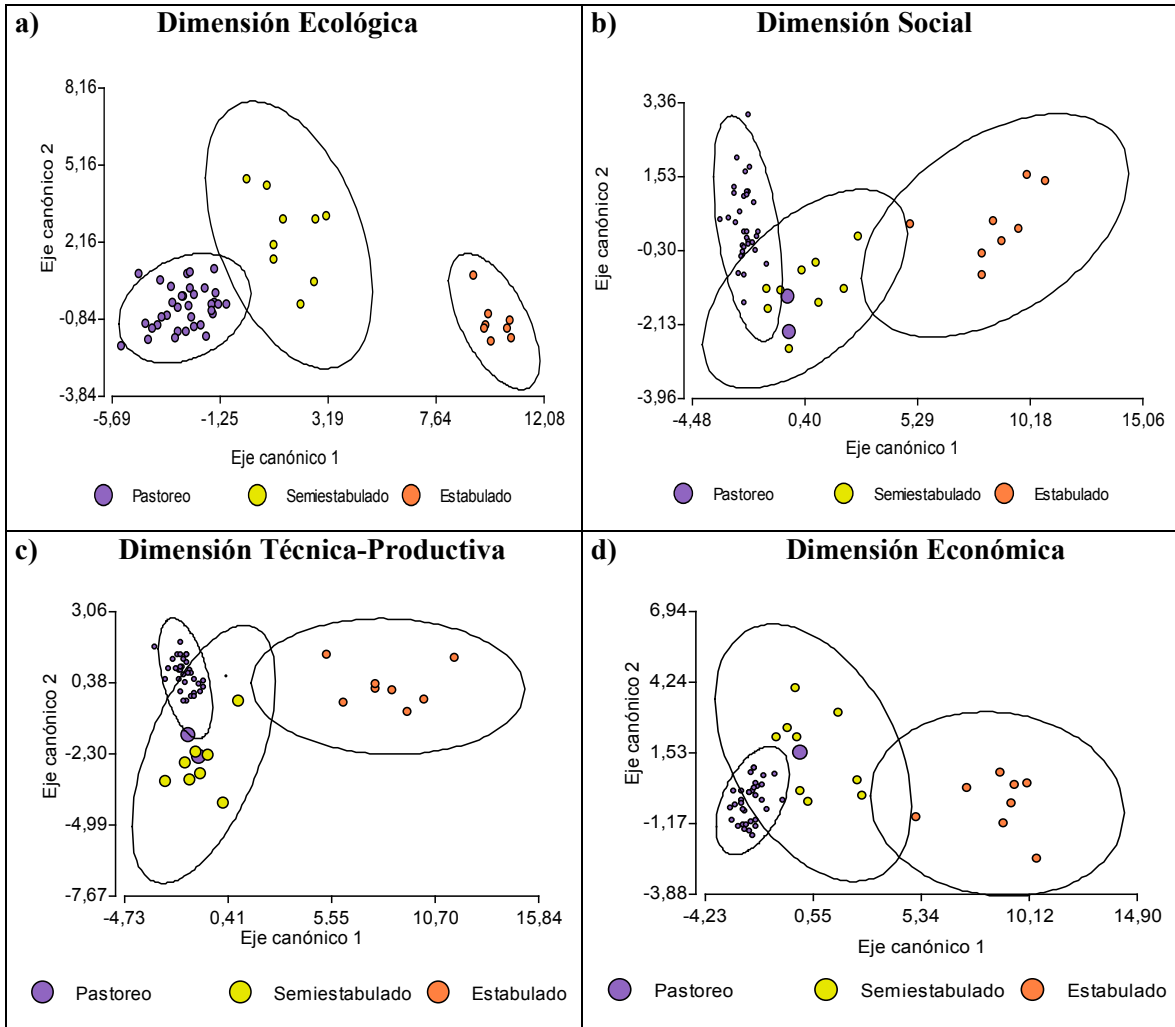 a) Dimensión Ecológica
8,16
5,16
2,16
-0,84
-3,84
Eje canónico 2
-5,69 -1,25 3,19 7,64 12,08
Eje canónico 1
Pastoreo Semiestabulado Estabulado
b) Dimensión Social
3,36
1,53
-0,30
-2,13
-3,96
Eje canónico 2
-4,48 0,40 5,29 10,18 15,06
Eje canónico 1
Pastoreo Semiestabulado Estabulado
c) Dimensión Técnica-Productiva
3,06
0,38
-2,30
-4,99
-7,67
Eje canónico 2
-4,73 0,41 5,55 10,70 15,84
Eje canónico 1
Pastoreo Semiestabulado Estabulado
d) Dimensión Económica
6,94
4,24
1,53
-1,17
-3,88
Eje canónico 2
-4,23 0,55 5,34 10,12 14,90
Eje canónico 1
Pastoreo Semiestabulado Estabulado